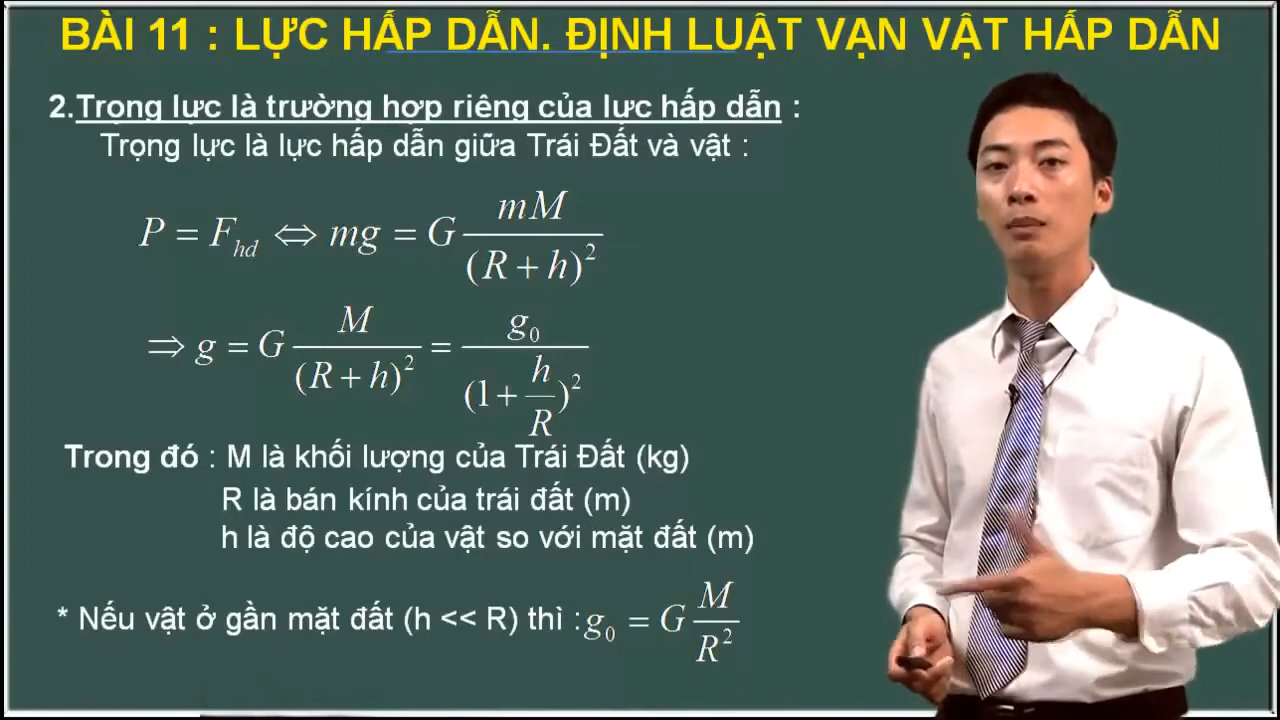 BÀI 11 : LỰC HẤP DẪN. ĐỊNH LUẬT VẠN VẬT HẤP DẪN
2.Trọng lực là trường hợp riêng của lực hấp dẫn :
Trọng lực là lực hấp dẫn giữa Trái Đất và vật :
P = F_hd ⇔ mg = G mM/(R + h)²
⇒ g = G M/(R + h)² = g₀/(1 + h/R)²
Trong đó : M là khối lượng của Trái Đất (kg)
R là bán kính của trái đất (m)
h là độ cao của vật so với mặt đất (m)
* Nếu vật ở gần mặt đất (h << R) thì : g₀ = G M/R²